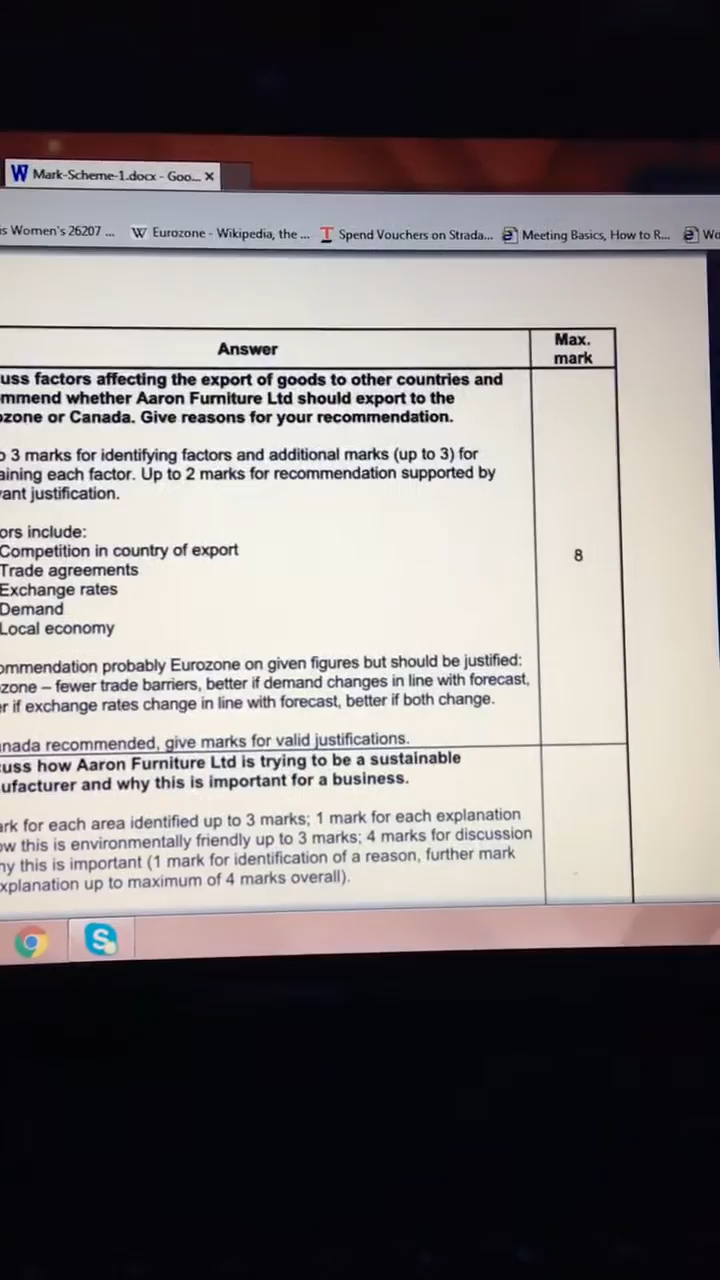 W Mark-Scheme-1.docx - Goo... ×
is Women's 26207 ... W Eurozone - Wikipedia, the ... T Spend Vouchers on Strada... Meeting Basics, How to R... Wo
Answer
Max.
mark
uss factors affecting the export of goods to other countries and
mmend whether Aaron Furniture Ltd should export to the
ozone or Canada. Give reasons for your recommendation.
o 3 marks for identifying factors and additional marks (up to 3) for
aining each factor. Up to 2 marks for recommendation supported by
vant justification.
ors include:
Competition in country of export
Trade agreements
Exchange rates
Demand
Local economy
8
ommendation probably Eurozone on given figures but should be justified:
zone – fewer trade barriers, better if demand changes in line with forecast,
er if exchange rates change in line with forecast, better if both change.
anada recommended, give marks for valid justifications.
cuss how Aaron Furniture Ltd is trying to be a sustainable
ufacturer and why this is important for a business.
ark for each area identified up to 3 marks; 1 mark for each explanation
ow this is environmentally friendly up to 3 marks; 4 marks for discussion
hy this is important (1 mark for identification of a reason, further mark
xplanation up to maximum of 4 marks overall).
S